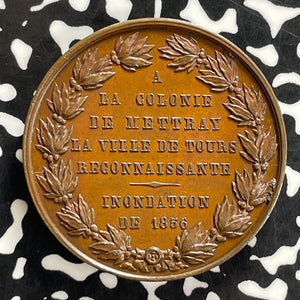 A
LA COLONIE
DE METTRAY
LA VILLE DE TOURS
RECONNAISSANTE
INONDATION
DE 1856